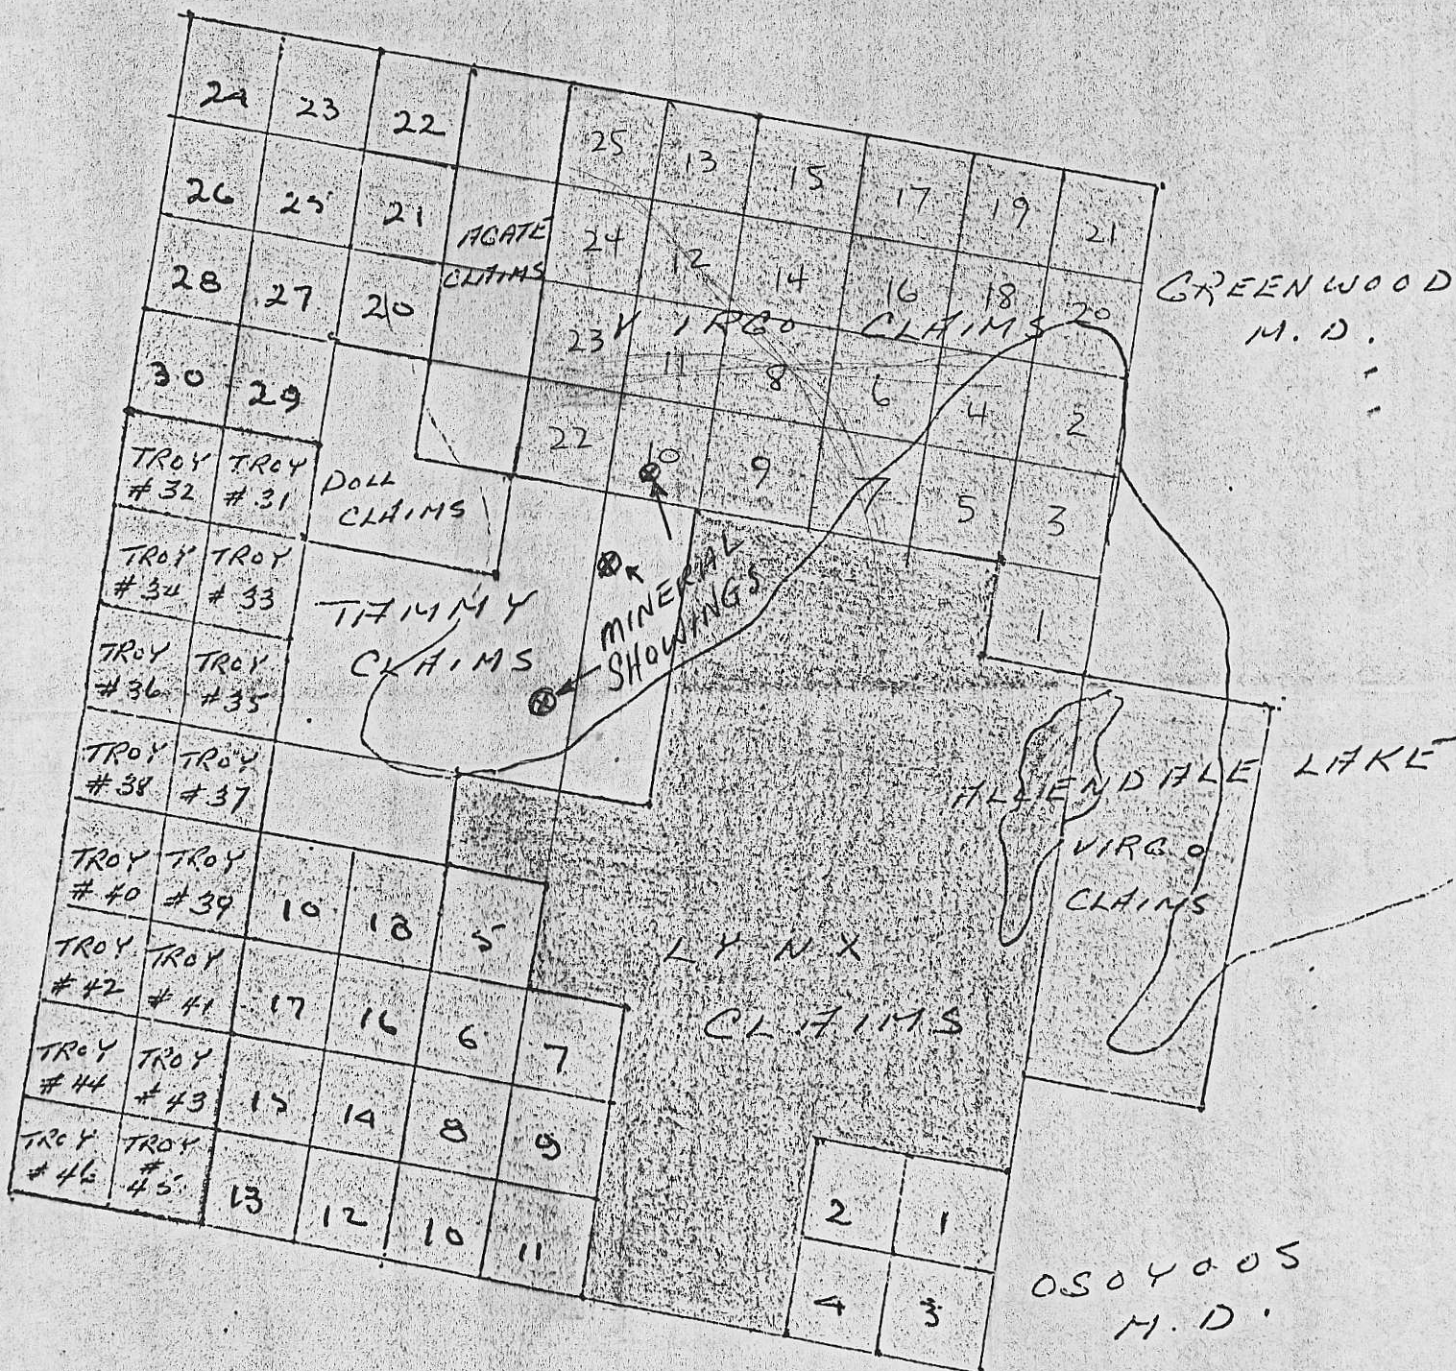 24 23 22
25 13 15 17 19 21
26 25 21
AGATE
CLAIMS
24 12 14 16 18 20
28 27 20
VIRGO CLAIMS
23 11 8 6 4 2
30 29
22 10 9 7 5 3
1
GREENWOOD
M. D.
TROY
# 32
TROY
# 31
DOLL
CLAIMS
TROY
# 34
TROY
# 33
TAMMY
CLAIMS
MINERAL
SHOWINGS
TROY
# 36
TROY
# 35
TROY
# 38
TROY
# 37
ALLENDALE LAKE
VIRGO
CLAIMS
TROY
# 40
TROY
# 39
10 18 5
LYNX
CLAIMS
TROY
# 42
TROY
# 41
17 16 6 7
TROY
# 44
TROY
# 43
15 14 8 9
TROY
# 46
TROY
#
45
13 12 10 11
2 1
4 3
OSOYOOS
M. D.